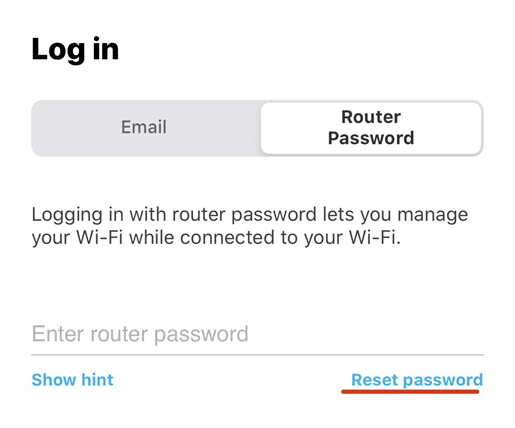 Log in
Email
Router
Password
Logging in with router password lets you manage
your Wi-Fi while connected to your Wi-Fi.
Enter router password
Show hint
Reset password